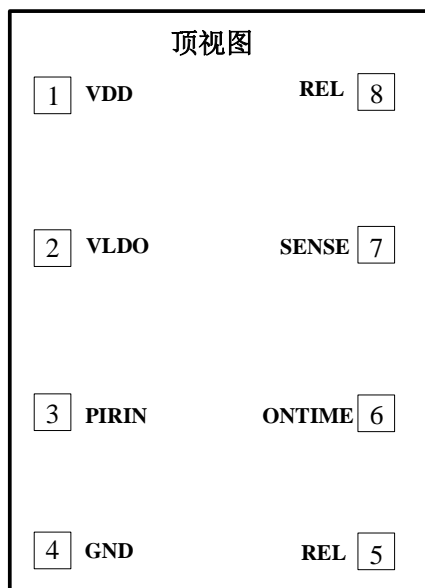 顶视图
1 VDD REL 8
2 VLDO SENSE 7
3 PIRIN ONTIME 6
4 GND REL 5